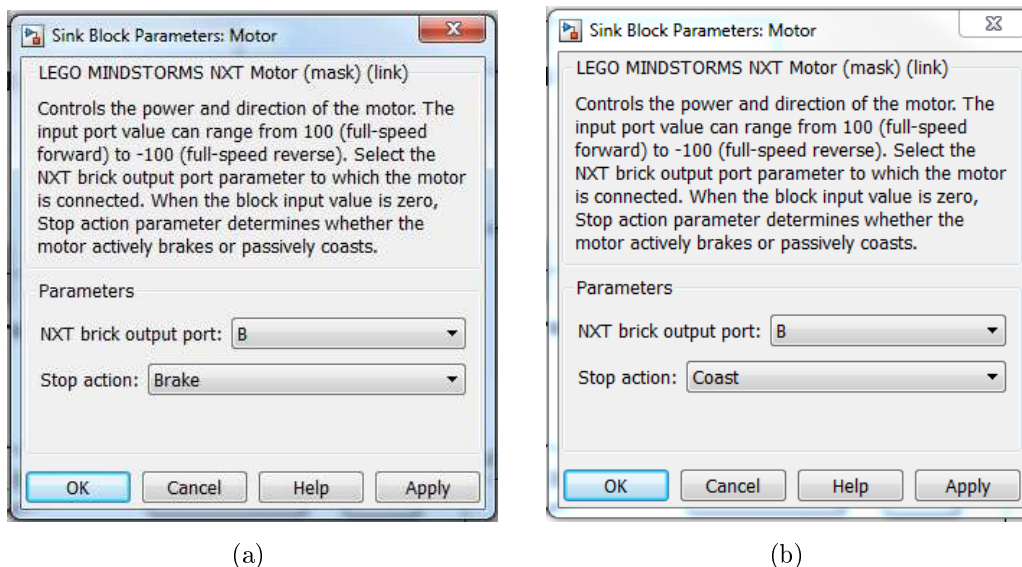 Sink Block Parameters: Motor
LEGO MINDSTORMS NXT Motor (mask) (link)
Controls the power and direction of the motor. The
input port value can range from 100 (full-speed
forward) to -100 (full-speed reverse). Select the
NXT brick output port parameter to which the motor
is connected. When the block input value is zero,
Stop action parameter determines whether the
motor actively brakes or passively coasts.
Parameters
NXT brick output port: B
Stop action: Brake
OK Cancel Help Apply
(a)
Sink Block Parameters: Motor
LEGO MINDSTORMS NXT Motor (mask) (link)
Controls the power and direction of the motor. The
input port value can range from 100 (full-speed
forward) to -100 (full-speed reverse). Select the
NXT brick output port parameter to which the motor
is connected. When the block input value is zero,
Stop action parameter determines whether the
motor actively brakes or passively coasts.
Parameters
NXT brick output port: B
Stop action: Coast
OK Cancel Help Apply
(b)